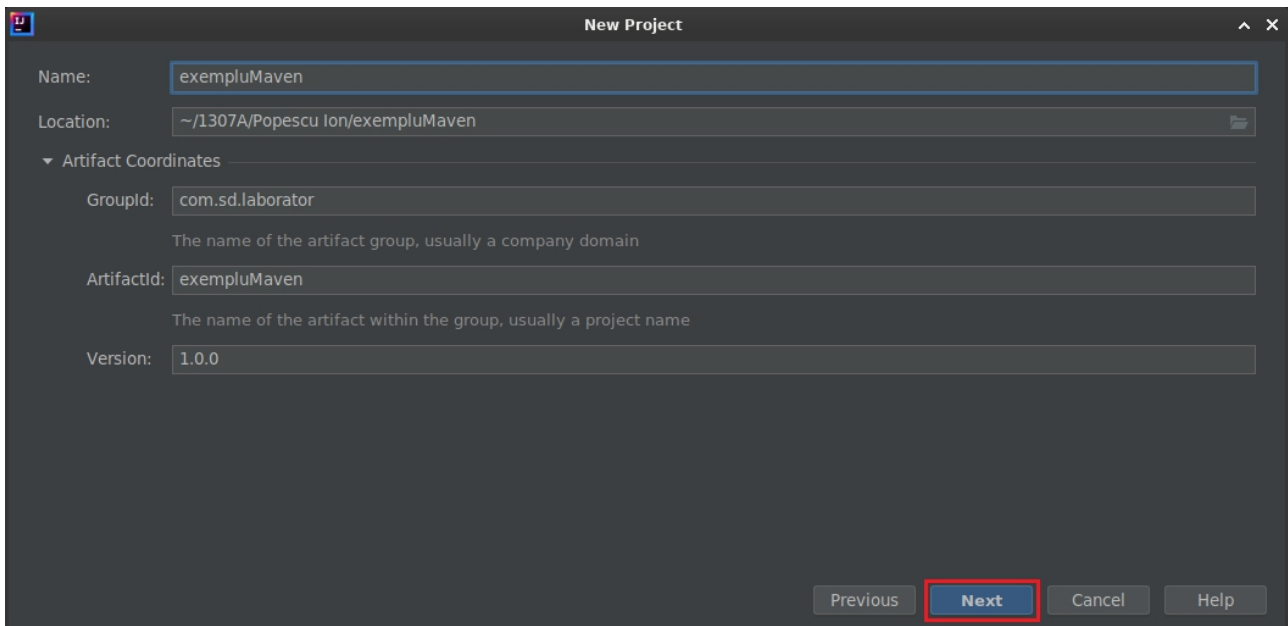 New Project
Name: exempluMaven
Location: ~/1307A/Popescu Ion/exempluMaven
Artifact Coordinates
GroupId: com.sd.laborator
The name of the artifact group, usually a company domain
ArtifactId: exempluMaven
The name of the artifact within the group, usually a project name
Version: 1.0.0
Previous Next Cancel Help